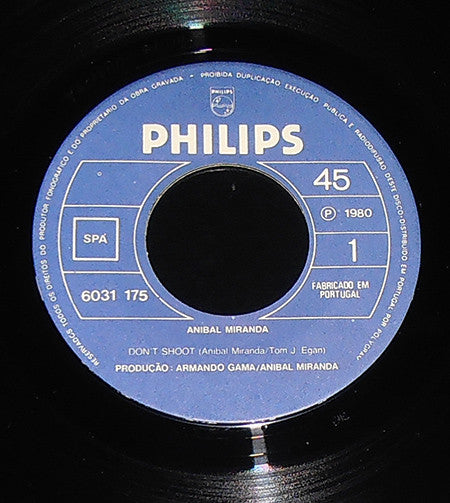 RESERVADOS TODOS OS DIREITOS DO PRODUTOR FONOGRÁFICO E DO PROPRIETÁRIO DA OBRA GRAVADA • PROIBIDA DUPLICAÇÃO, EXECUÇÃO PÚBLICA E RADIODIFUSÃO DESTE DISCO/DISTRIBUIDO EM PORTUGAL POR POLYGRAM
PHILIPS
PHILIPS
45
Ⓟ 1980
SPA
1
6031 175
FABRICADO EM
PORTUGAL
ANIBAL MIRANDA
DON'T SHOOT (Anibal Miranda/Tom J. Egan)
PRODUÇÃO: ARMANDO GAMA/ANIBAL MIRANDA